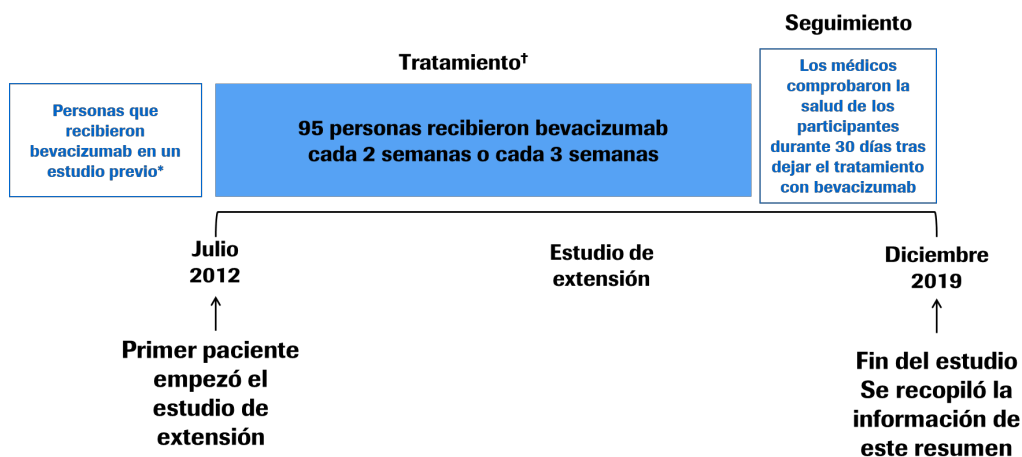 Seguimiento
Tratamiento†
Personas que
recibieron
bevacizumab en un
estudio previo*
95 personas recibieron bevacizumab
cada 2 semanas o cada 3 semanas
Los médicos
comprobaron la
salud de los
participantes
durante 30 días tras
dejar el tratamiento
con bevacizumab
Julio
2012
Estudio de
extensión
Diciembre
2019
Primer paciente
empezó el
estudio de
extensión
Fin del estudio
Se recopiló la
información de
este resumen